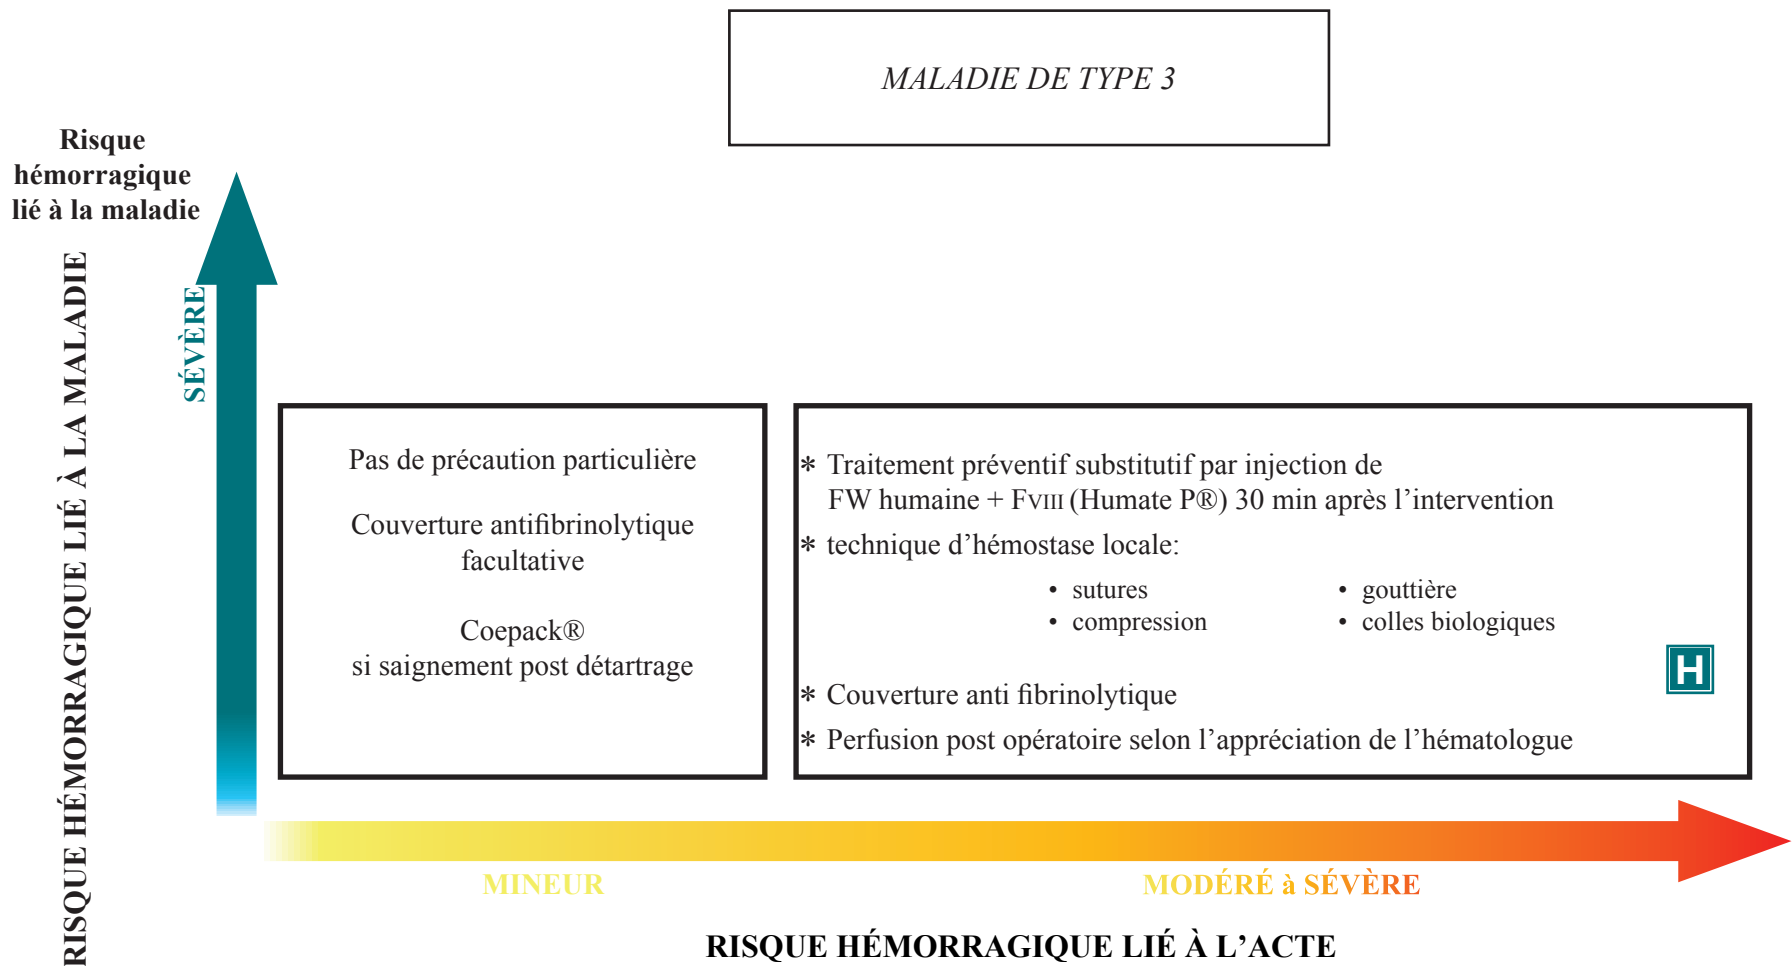 MALADIE DE TYPE 3
Risque
hémorragique
lié à la maladie
RISQUE HÉMORRAGIQUE LIÉ À LA MALADIE
SÉVÈRE
Pas de précaution particulière
Couverture antifibrinolytique
facultative
Coepack®
si saignement post détartrage
* Traitement préventif substitutif par injection de
FW humaine + FVIII (Humate P®) 30 min après l’intervention
* technique d’hémostase locale:
• sutures
• compression
• gouttière
• colles biologiques
H
* Couverture anti fibrinolytique
* Perfusion post opératoire selon l’appréciation de l’hématologue
MINEUR
MODÉRÉ à SÉVÈRE
RISQUE HÉMORRAGIQUE LIÉ À L’ACTE